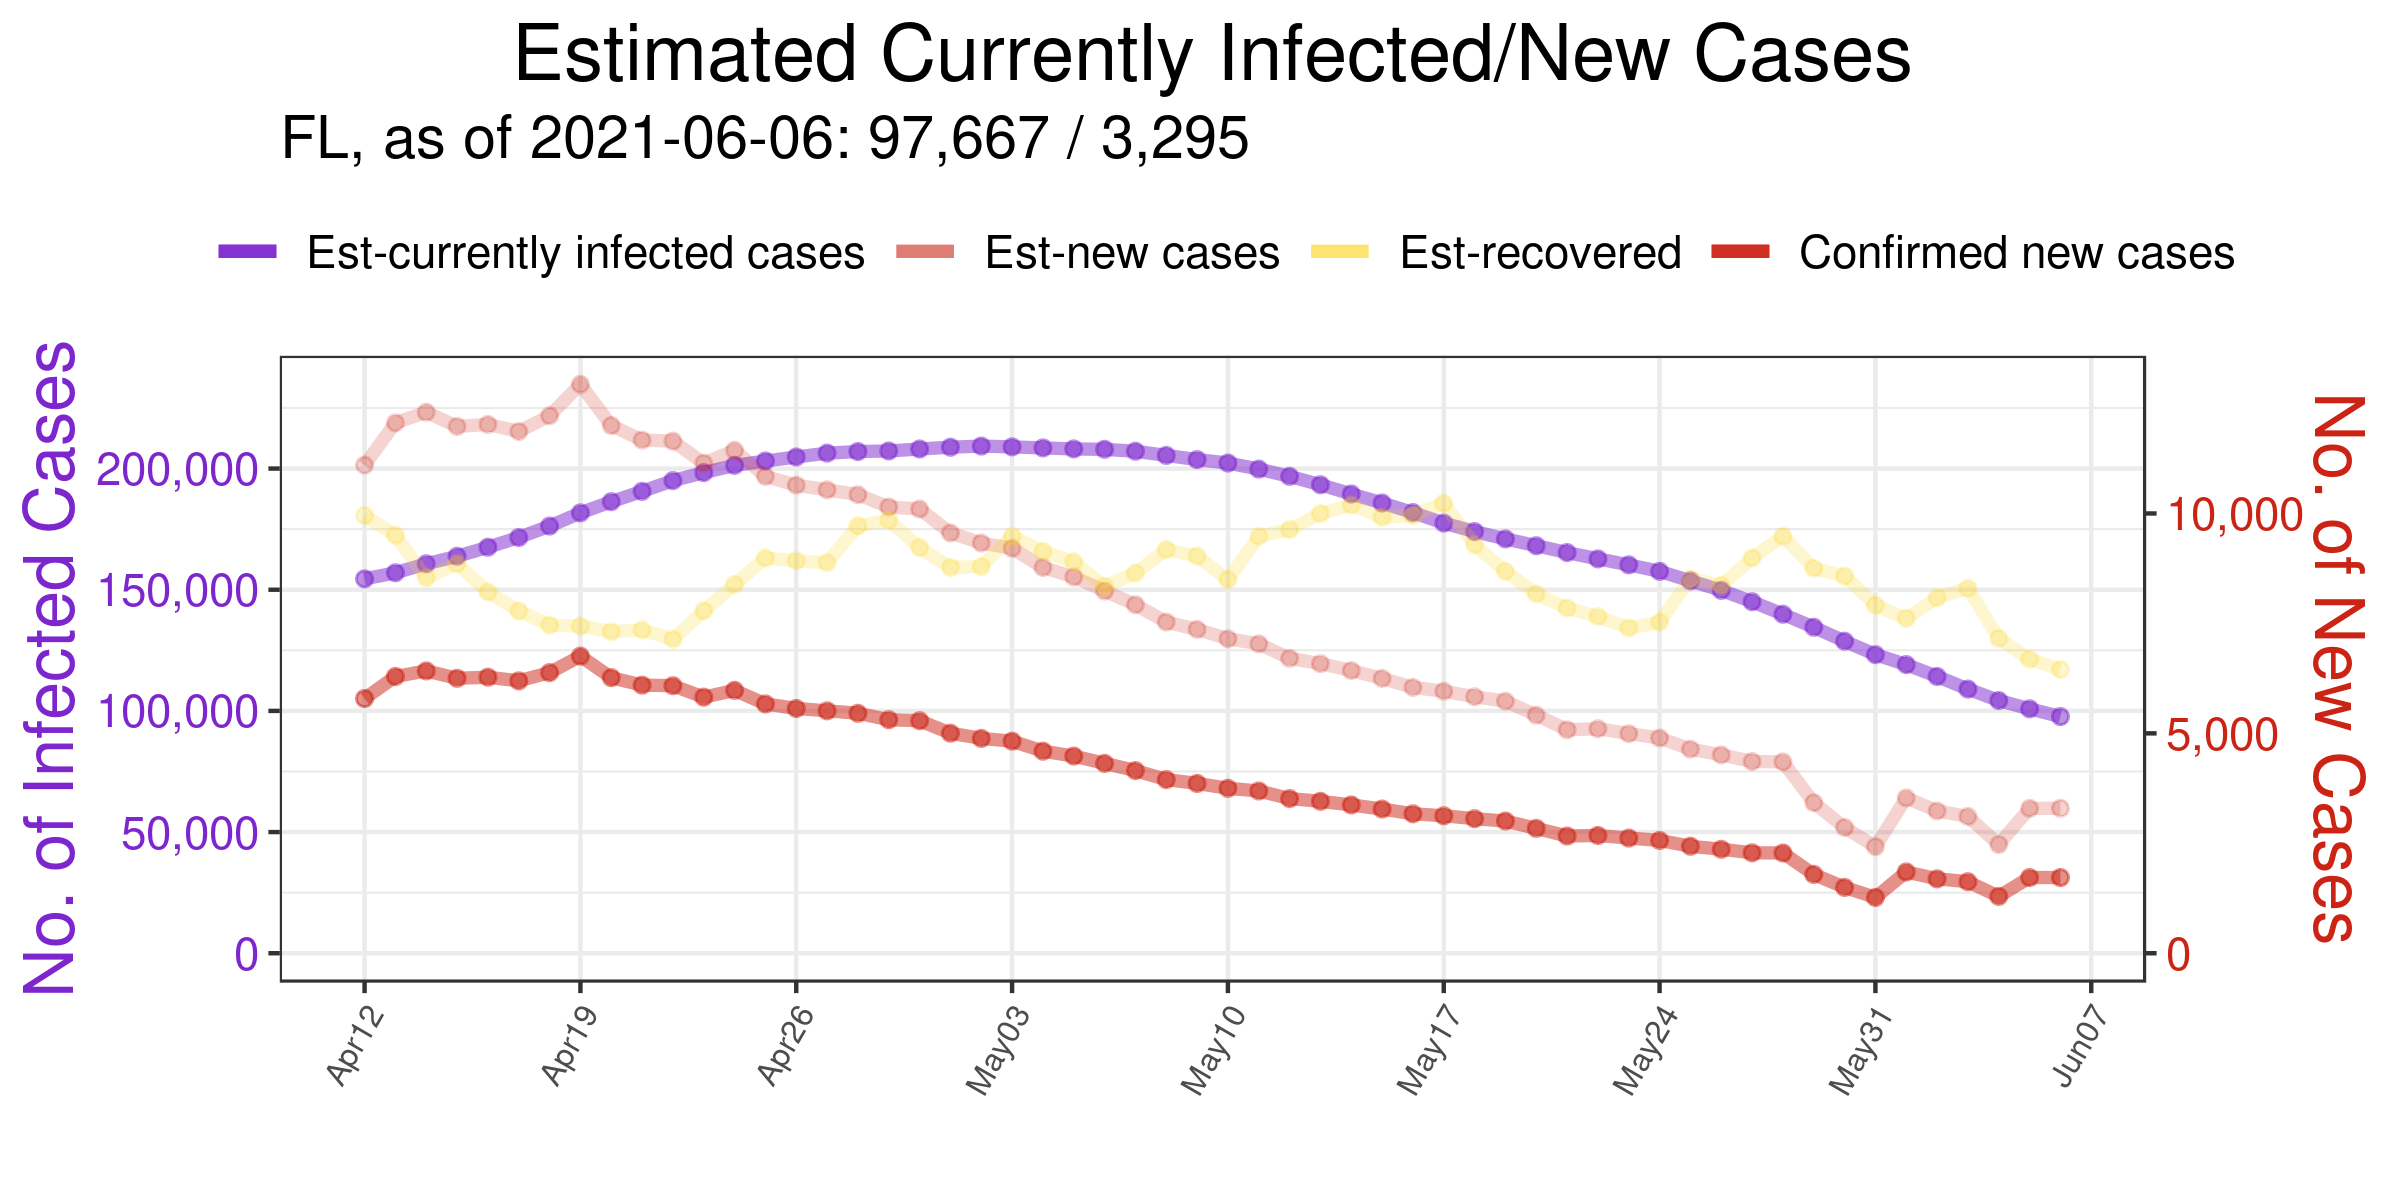 Estimated Currently Infected/New Cases
FL, as of 2021-06-06: 97,667 / 3,295
Est-currently infected cases Est-new cases Est-recovered Confirmed new cases
No. of Infected Cases
200,000
150,000
100,000
50,000
0
No. of New Cases
10,000
5,000
0
Apr12 Apr19 Apr26 May03 May10 May17 May24 May31 Jun07